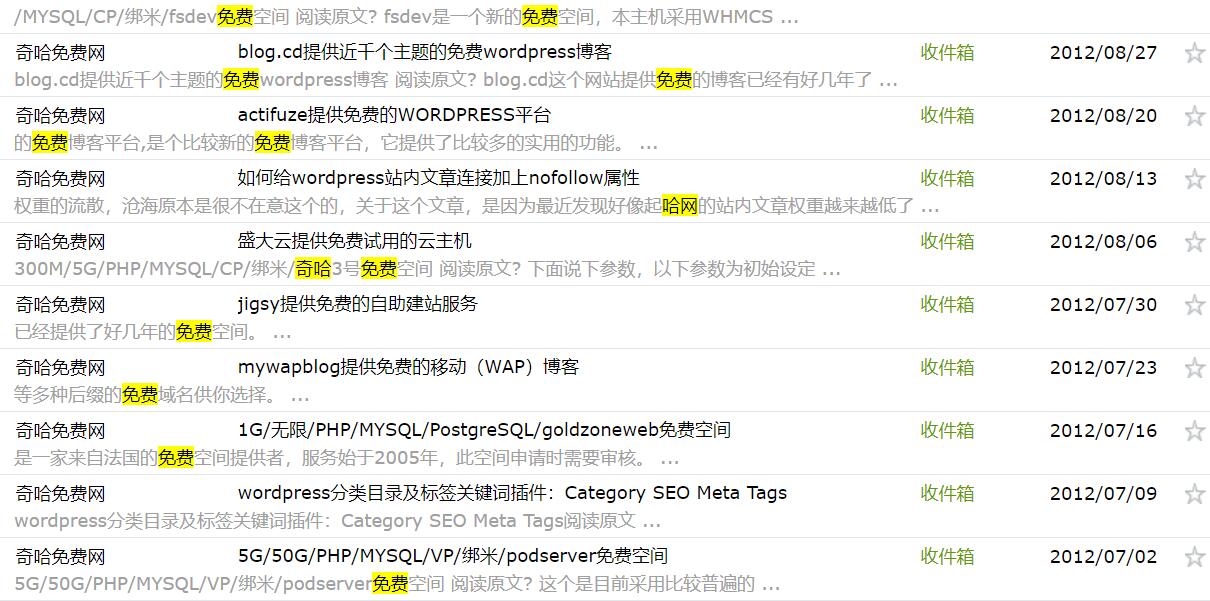 /MYSQL/CP/绑米/fsdev免费空间 阅读原文? fsdev是一个新的免费空间，本主机采用WHMCS ...
奇哈免费网 blog.cd提供近千个主题的免费wordpress博客 收件箱 2012/08/27
blog.cd提供近千个主题的免费wordpress博客 阅读原文? blog.cd这个网站提供免费的博客已经有好几年了 ...
奇哈免费网 actifuze提供免费的WORDPRESS平台 收件箱 2012/08/20
的免费博客平台,是个比较新的免费博客平台，它提供了比较多的实用的功能。 ...
奇哈免费网 如何给wordpress站内文章连接加上nofollow属性 收件箱 2012/08/13
权重的流散，沧海原本是很不在意这个的，关于这个文章，是因为最近发现好像起哈网的站内文章权重越来越低了 ...
奇哈免费网 盛大云提供免费试用的云主机 收件箱 2012/08/06
300M/5G/PHP/MYSQL/CP/绑米/奇哈3号免费空间 阅读原文? 下面说下参数，以下参数为初始设定 ...
奇哈免费网 jigsy提供免费的自助建站服务 收件箱 2012/07/30
已经提供了好几年的免费空间。 ...
奇哈免费网 mywapblog提供免费的移动（WAP）博客 收件箱 2012/07/23
等多种后缀的免费域名供你选择。 ...
奇哈免费网 1G/无限/PHP/MYSQL/PostgreSQL/goldzoneweb免费空间 收件箱 2012/07/16
是一家来自法国的免费空间提供者，服务始于2005年，此空间申请时需要审核。 ...
奇哈免费网 wordpress分类目录及标签关键词插件：Category SEO Meta Tags 收件箱 2012/07/09
wordpress分类目录及标签关键词插件：Category SEO Meta Tags阅读原文 ...
奇哈免费网 5G/50G/PHP/MYSQL/VP/绑米/podserver免费空间 收件箱 2012/07/02
5G/50G/PHP/MYSQL/VP/绑米/podserver免费空间 阅读原文? 这个是目前采用比较普遍的 ...